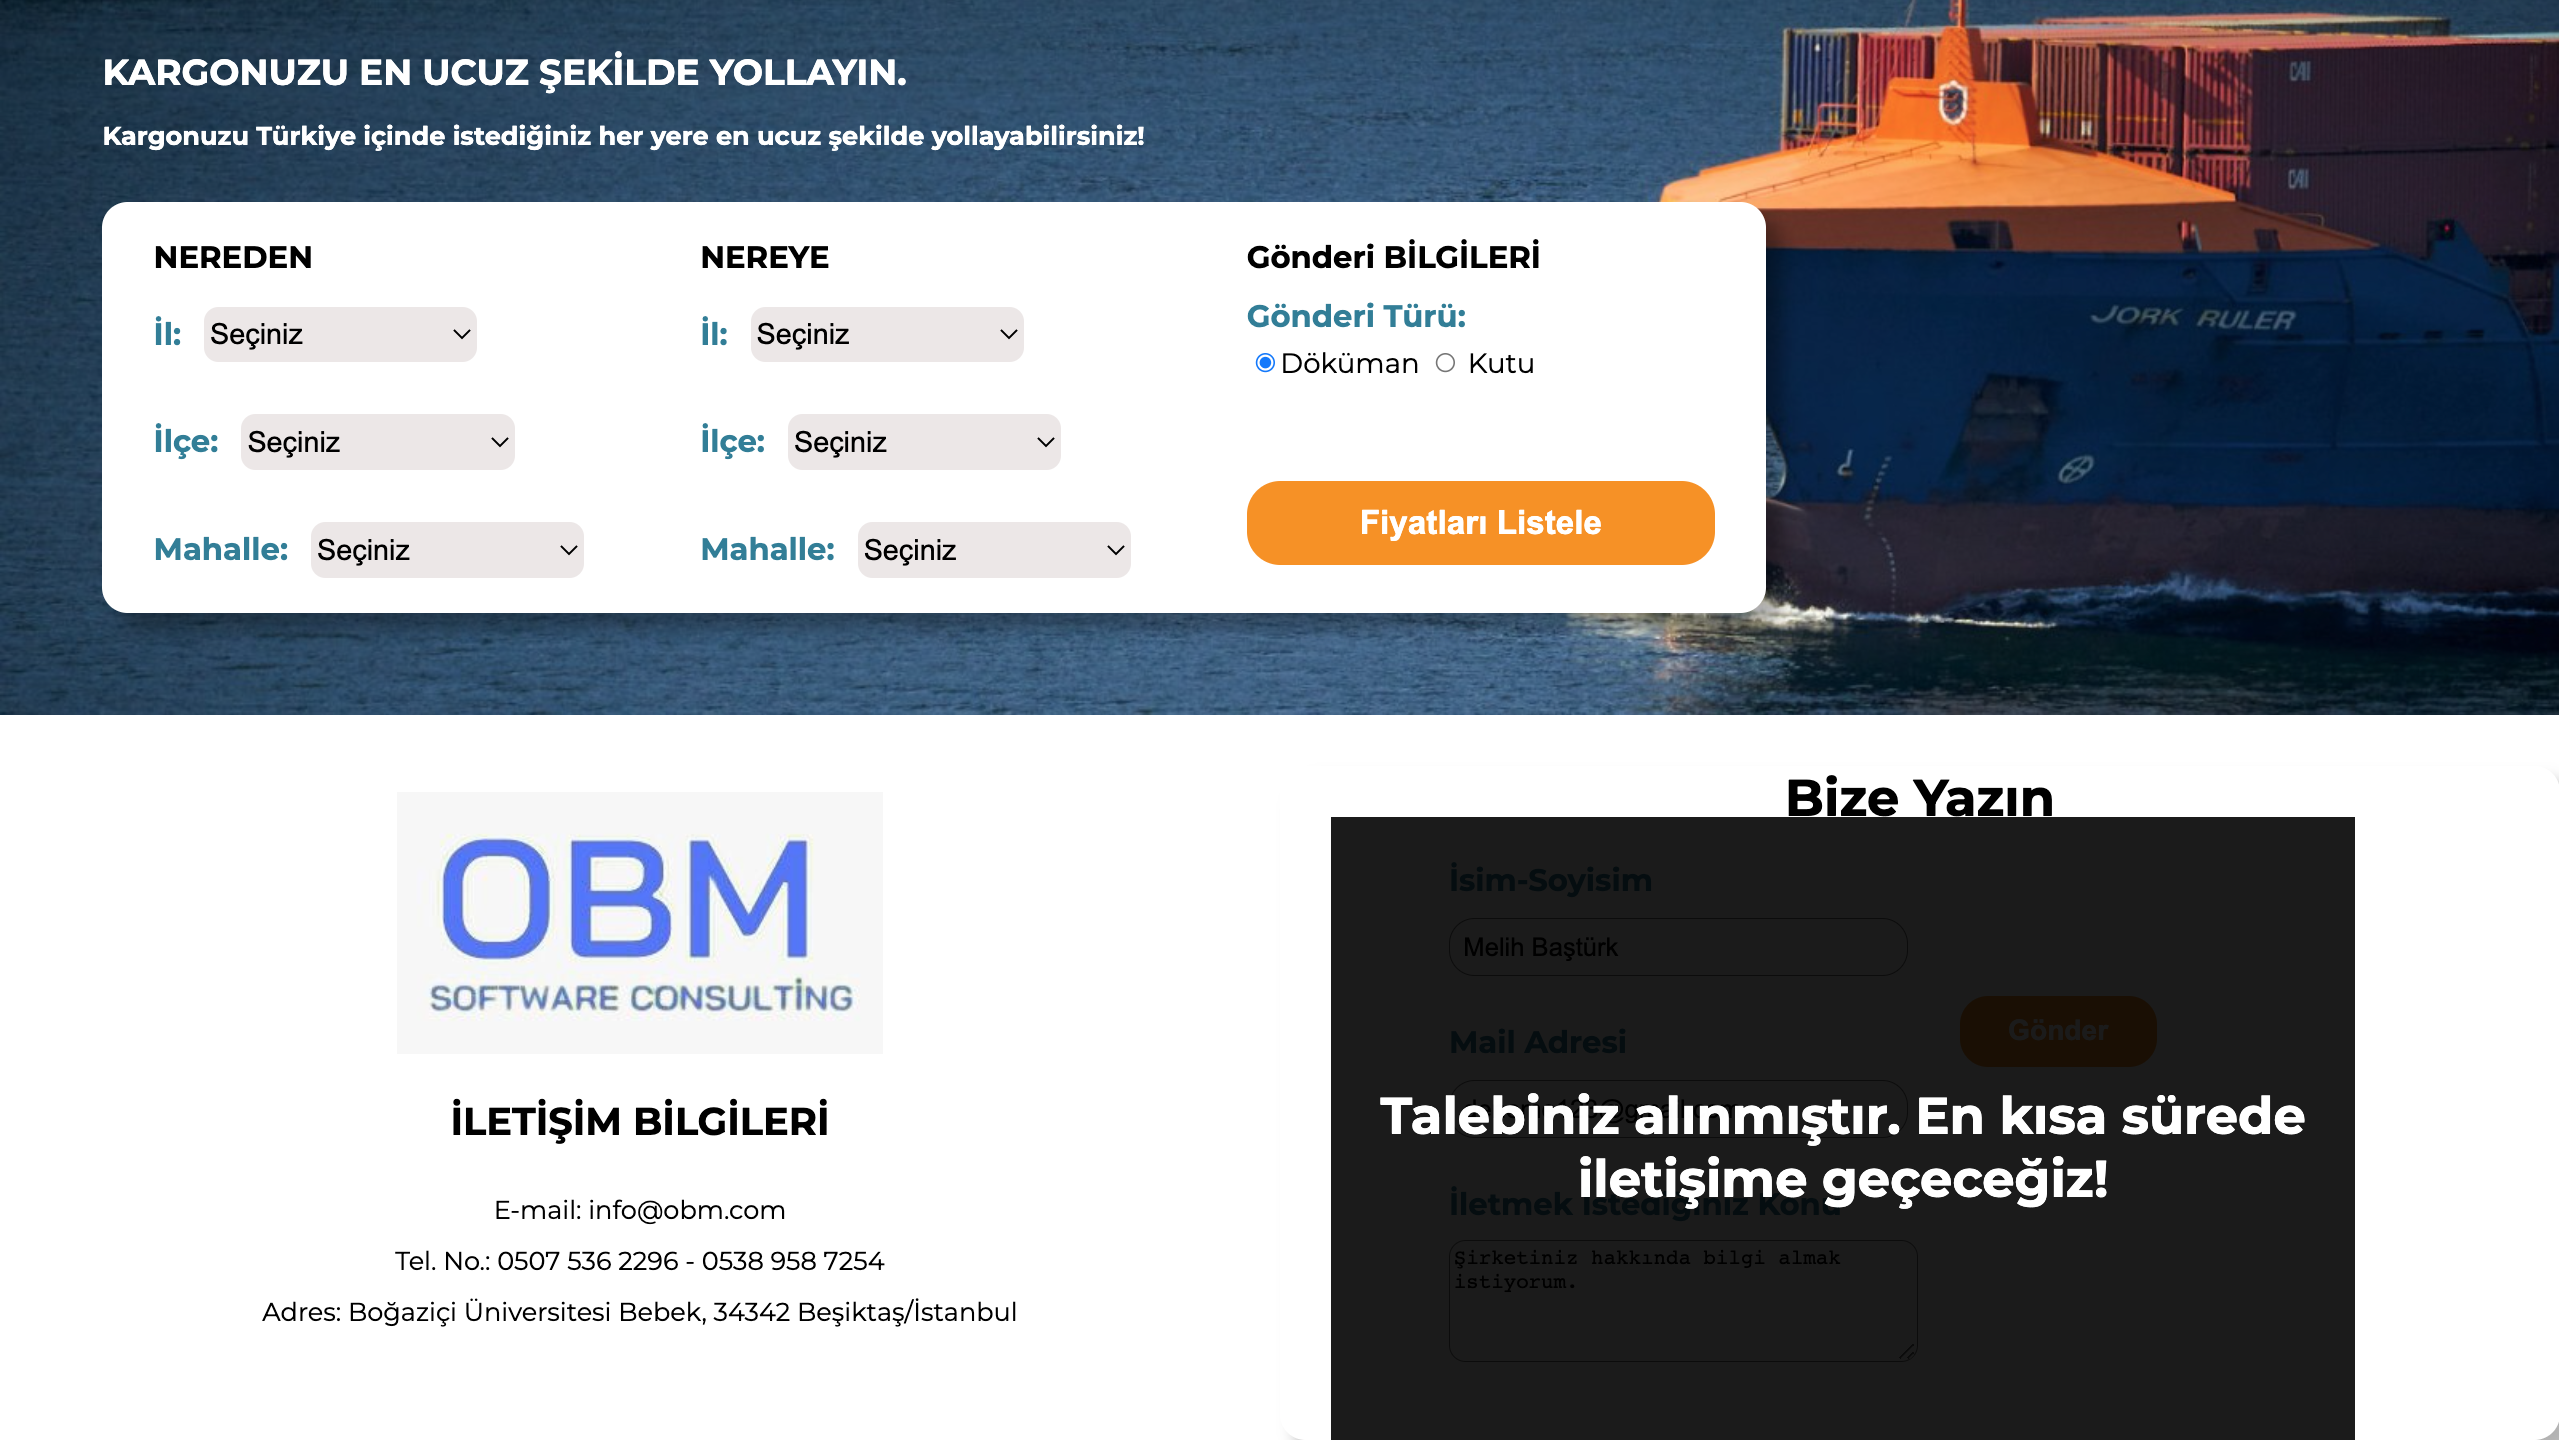 KARGONUZU EN UCUZ ŞEKİLDE YOLLAYIN.
Kargonuzu Türkiye içinde istediğiniz her yere en ucuz şekilde yollayabilirsiniz!
CAI
CAI
JORK RULER
NEREDEN
İl: Seçiniz
İlçe: Seçiniz
Mahalle: Seçiniz
NEREYE
İl: Seçiniz
İlçe: Seçiniz
Mahalle: Seçiniz
Gönderi BİLGİLERİ
Gönderi Türü:
Döküman Kutu
Fiyatları Listele
OBM
SOFTWARE CONSULTİNG
İLETİŞİM BİLGİLERİ
E-mail: info@obm.com
Tel. No.: 0507 536 2296 - 0538 958 7254
Adres: Boğaziçi Üniversitesi Bebek, 34342 Beşiktaş/İstanbul
Bize Yazın
İsim-Soyisim
Melih Baştürk
Mail Adresi
Gönder
Talebiniz alınmıştır. En kısa sürede
iletişime geçeceğiz!
İletmek İstediğiniz Konu
Şirketiniz hakkında bilgi almak
istiyorum.